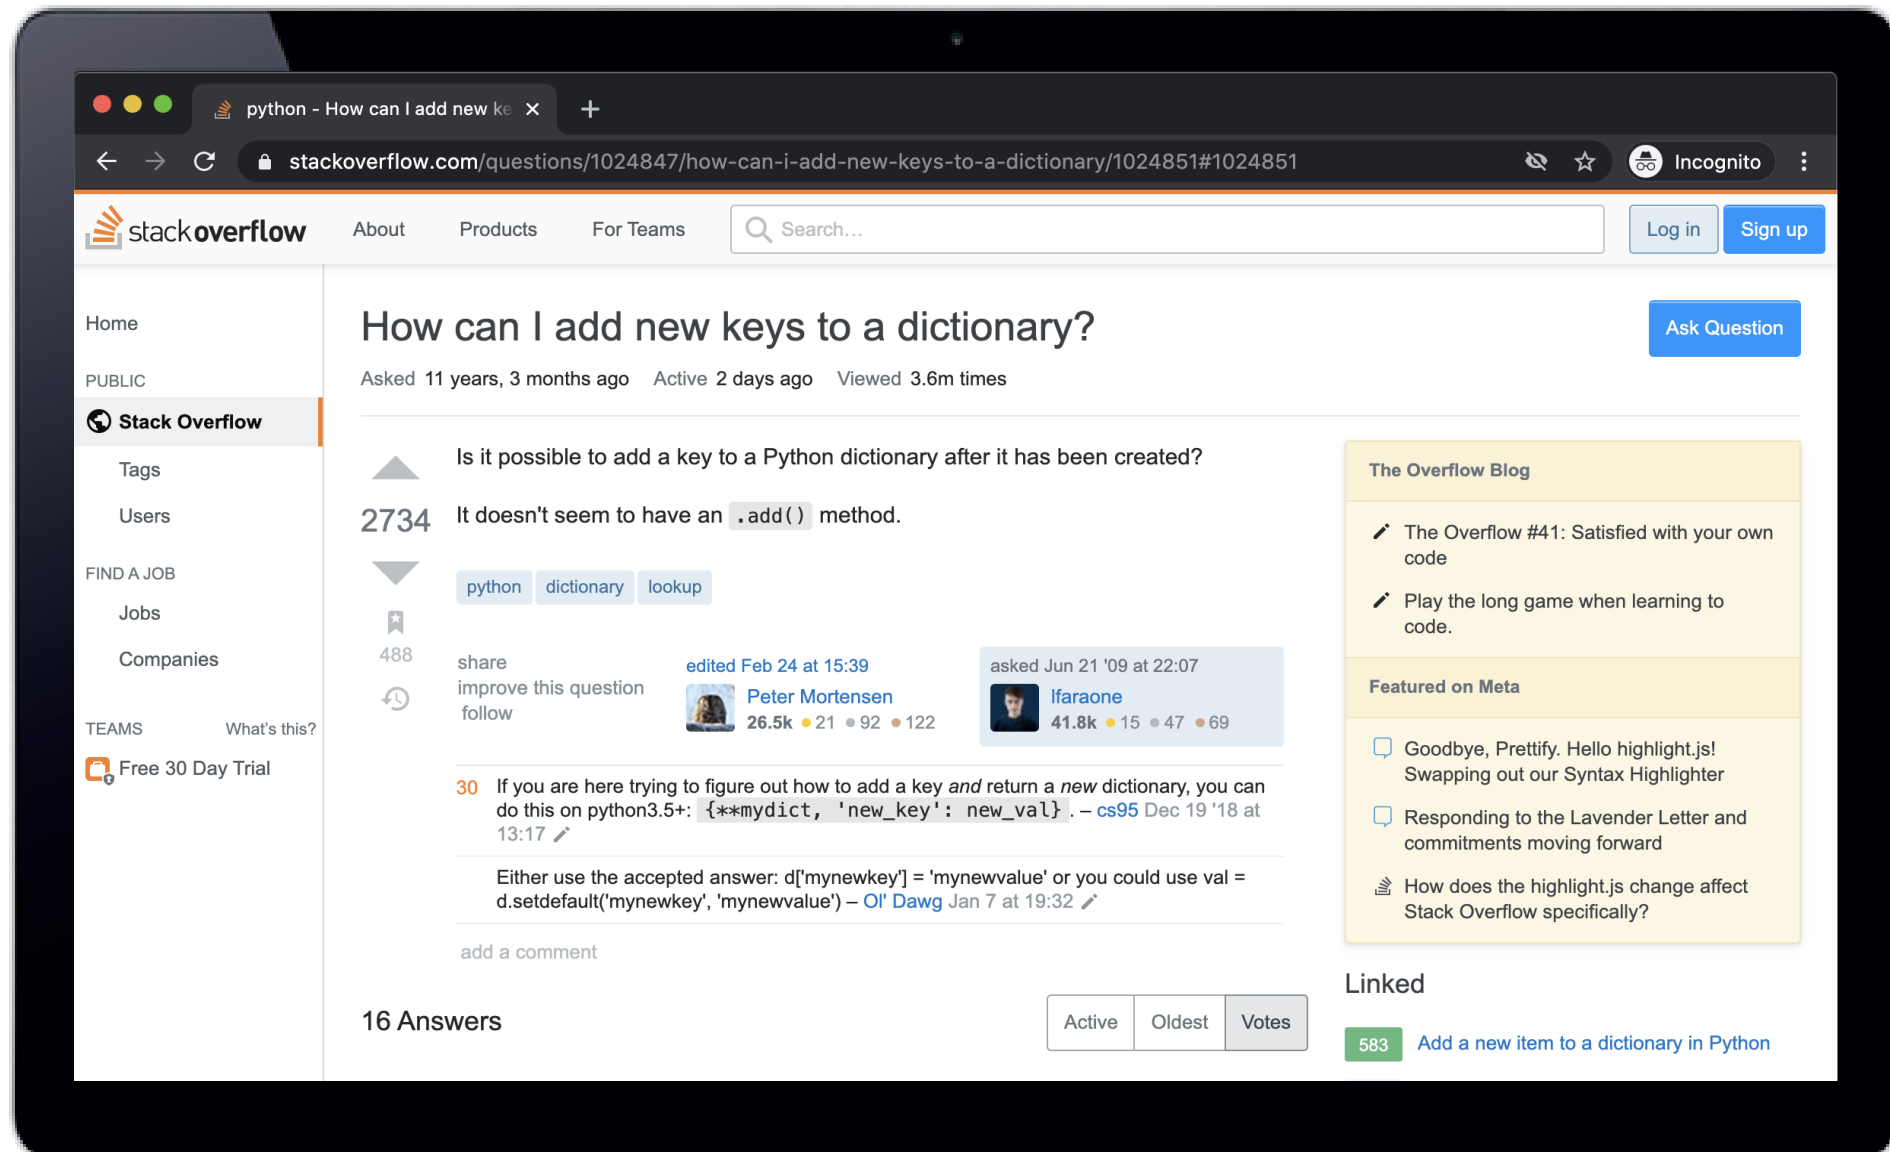 python - How can I add new ke
stackoverflow.com/questions/1024847/how-can-i-add-new-keys-to-a-dictionary/1024851#1024851
Incognito
stackoverflow
About
Products
For Teams
Search…
Log in
Sign up
Home
PUBLIC
Stack Overflow
Tags
Users
FIND A JOB
Jobs
Companies
TEAMS
What's this?
Free 30 Day Trial
How can I add new keys to a dictionary?
Ask Question
Asked 11 years, 3 months ago Active 2 days ago Viewed 3.6m times
2734
488
Is it possible to add a key to a Python dictionary after it has been created?
It doesn't seem to have an .add() method.
python dictionary lookup
share
improve this question
follow
edited Feb 24 at 15:39
Peter Mortensen
26.5k 21 92 122
asked Jun 21 '09 at 22:07
lfaraone
41.8k 15 47 69
30
If you are here trying to figure out how to add a key and return a new dictionary, you can
do this on python3.5+: {**mydict, 'new_key': new_val} . – cs95 Dec 19 '18 at
13:17
Either use the accepted answer: d['mynewkey'] = 'mynewvalue' or you could use val =
d.setdefault('mynewkey', 'mynewvalue') – Ol' Dawg Jan 7 at 19:32
add a comment
16 Answers
Active
Oldest
Votes
The Overflow Blog
The Overflow #41: Satisfied with your own
code
Play the long game when learning to
code.
Featured on Meta
Goodbye, Prettify. Hello highlight.js!
Swapping out our Syntax Highlighter
Responding to the Lavender Letter and
commitments moving forward
How does the highlight.js change affect
Stack Overflow specifically?
Linked
583 Add a new item to a dictionary in Python